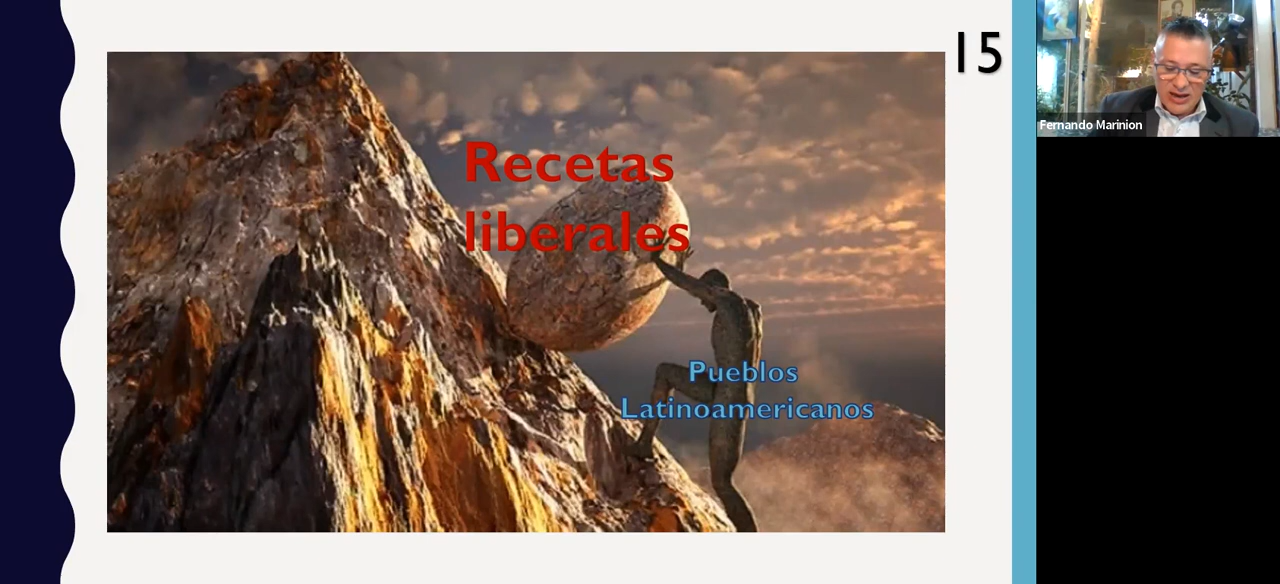 15
Recetas
liberales
Pueblos
Latinoamericanos
Fernando Marinion